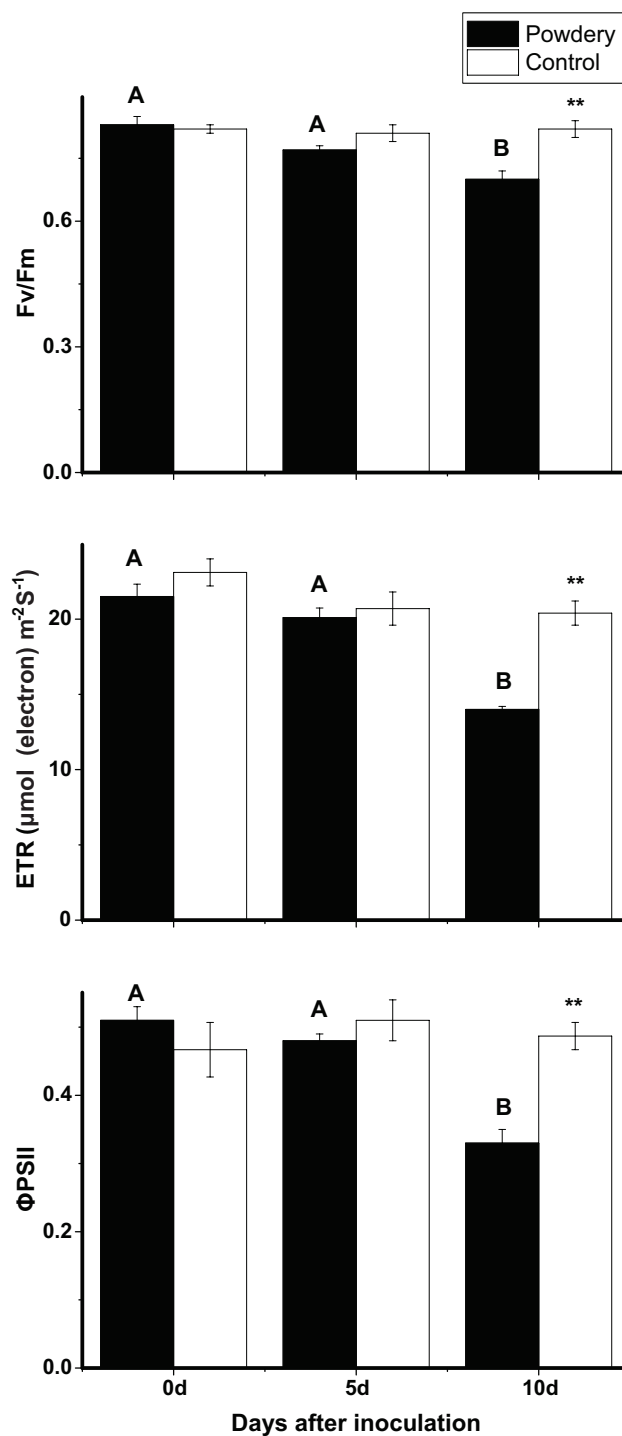 Powdery
Control
A
A
B
**
0.6
0.3
0.0
Fv/Fm
A
A
B
**
20
10
0
ETR (μmol (electron) m⁻²S⁻¹)
A
A
B
**
0.4
0.2
0.0
ΦPSII
0d 5d 10d
Days after inoculation